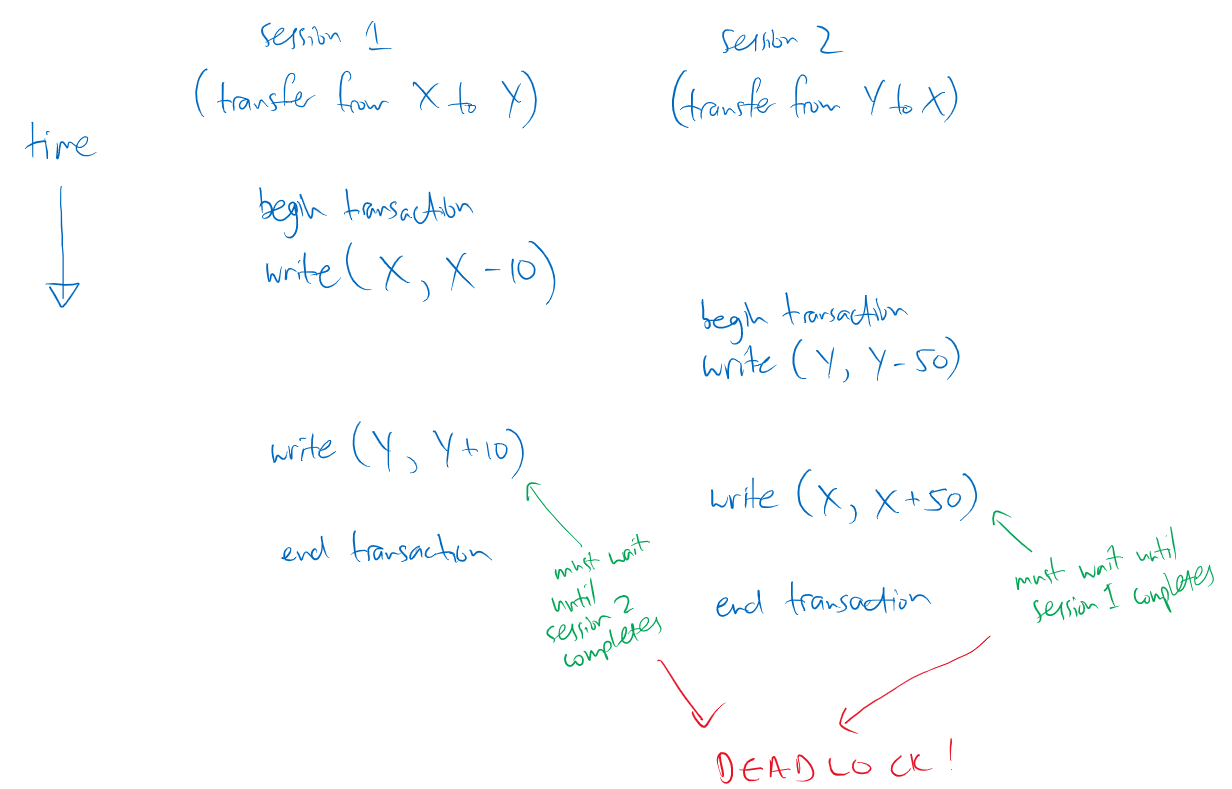 session 1
(transfer from X to Y)
session 2
(transfer from Y to X)
time
begin transaction
write(X, X-10)
begin transaction
write (Y, Y-50)
write (Y, Y+10)
write (X, X+50)
end transaction
must wait
until
session 2
completes
end transaction
must wait until
session 1 completes
DEADLOCK!